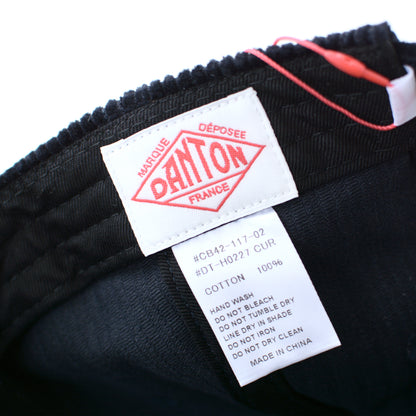 MARQUE DÉPOSÉE
DANTON
FRANCE
#CB42-117-02
#DT-H0227 CUR
COTTON 100%
HAND WASH
DO NOT BLEACH
DO NOT TUMBLE DRY
LINE DRY IN SHADE
DO NOT IRON
DO NOT DRY CLEAN
MADE IN CHINA